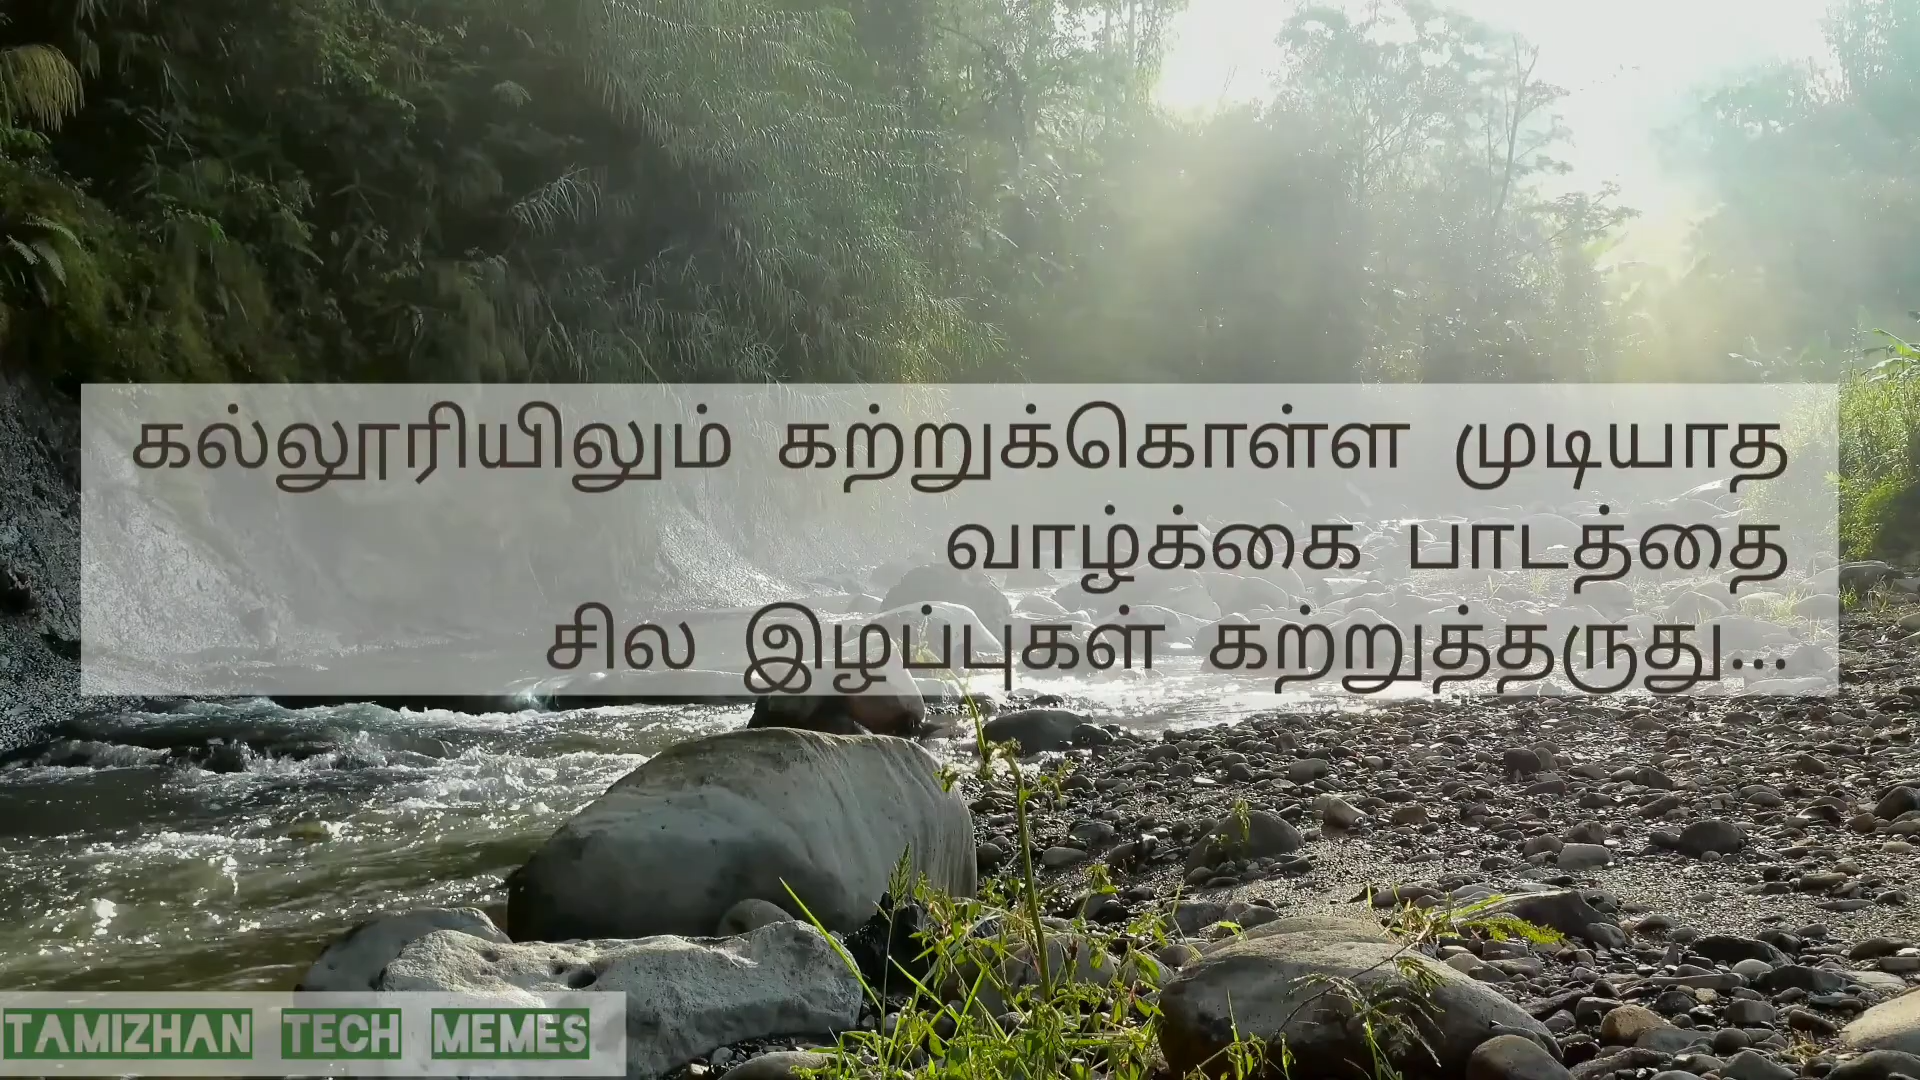 கல்லூரியிலும் கற்றுக்கொள்ள முடியாத
வாழ்க்கை பாடத்தை
சில இழப்புகள் கற்றுத்தருது...
TAMIZHAN TECH MEMES